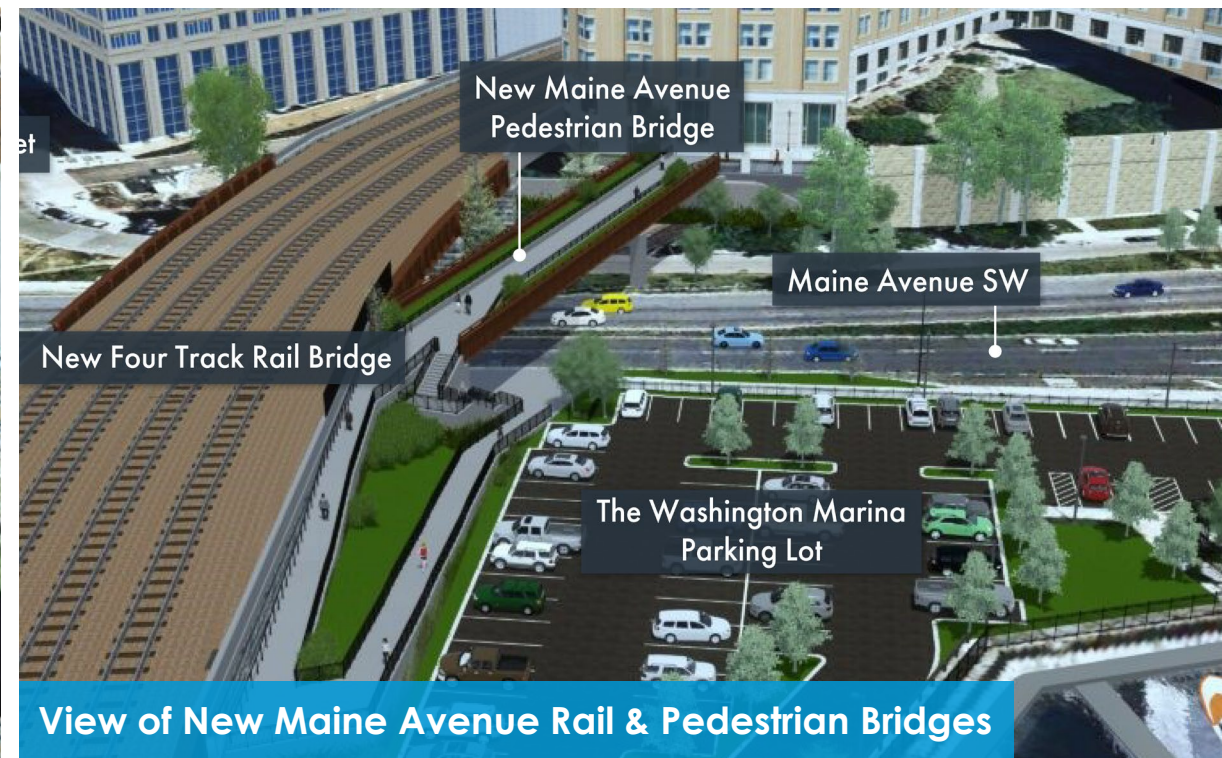 New Maine Avenue
Pedestrian Bridge
et
Maine Avenue SW
New Four Track Rail Bridge
The Washington Marina
Parking Lot
View of New Maine Avenue Rail & Pedestrian Bridges